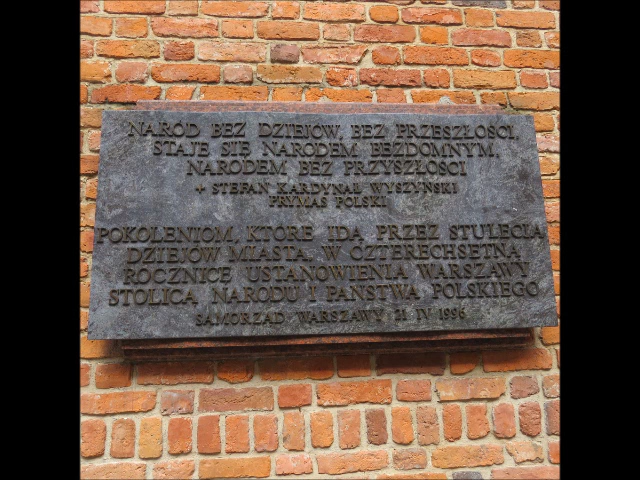 NARÓD BEZ DZIEJÓW, BEZ PRZESZŁOŚCI,
STAJE SIĘ NARODEM BEZDOMNYM,
NARODEM BEZ PRZYSZŁOŚCI
+ STEFAN KARDYNAŁ WYSZYŃSKI
PRYMAS POLSKI
POKOLENIOM, KTÓRE IDĄ PRZEZ STULECIA
DZIEJÓW MIASTA. W CZTERECHSETNĄ
ROCZNICĘ USTANOWIENIA WARSZAWY
STOLICĄ NARODU I PAŃSTWA POLSKIEGO
SAMORZĄD WARSZAWY 21 IV 1996